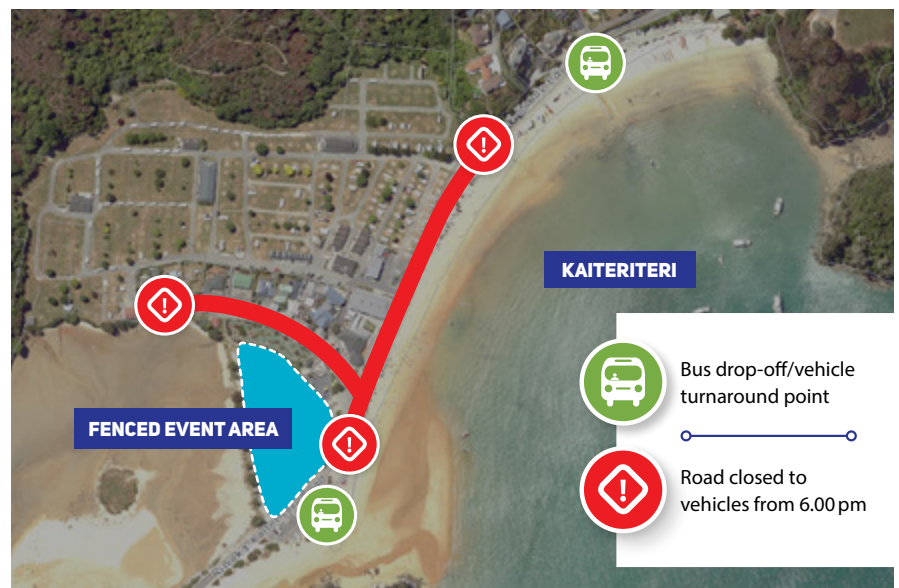 KAITERITERI
FENCED EVENT AREA
Bus drop-off/vehicle
turnaround point
Road closed to
vehicles from 6.00 pm